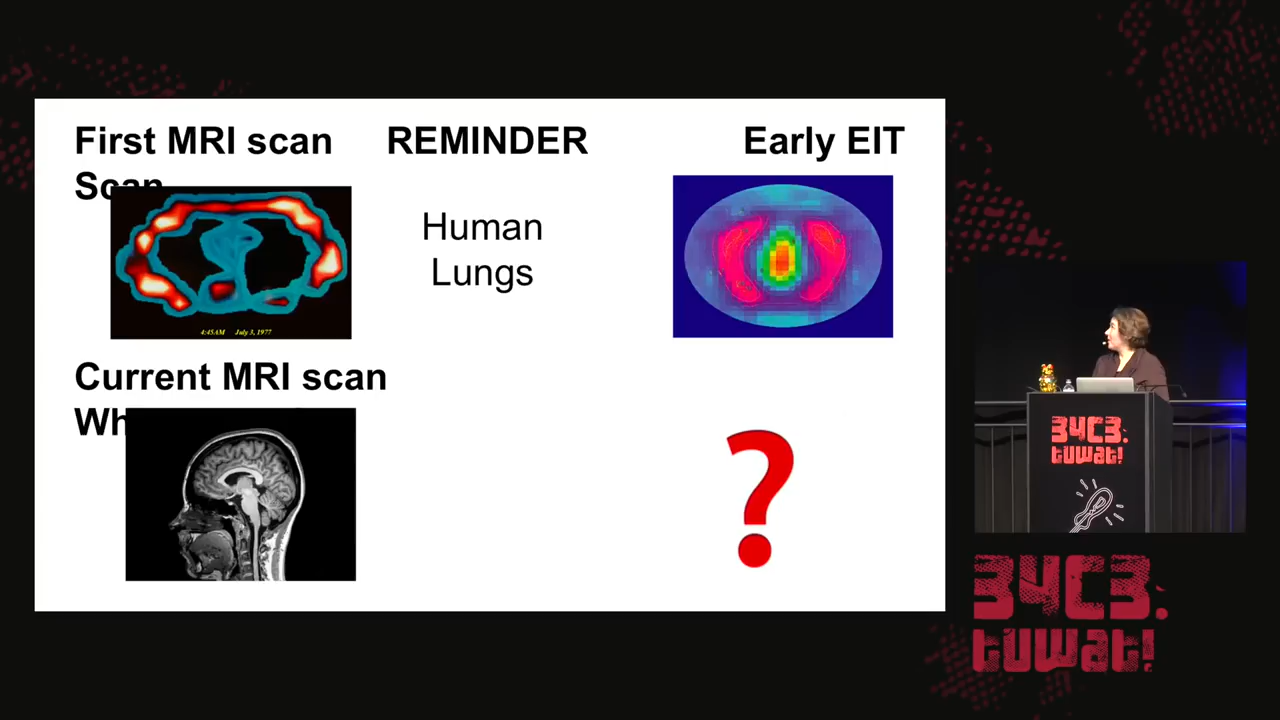 First MRI scan REMINDER Early EIT
Scan
Human
Lungs
4:45AM July 3, 1977
Current MRI scan
Wh
34C3.
tuwat!
34C3.
tuwat!